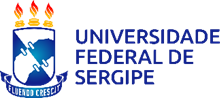 FLUENDO CRESCIT
UNIVERSIDADE
FEDERAL DE
SERGIPE